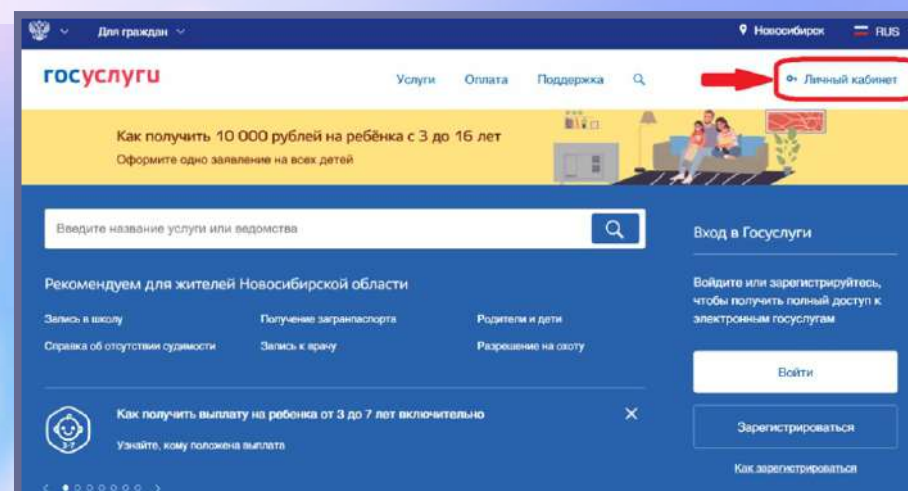 Для граждан
Новосибирск RUS
госуслуги
Услуги Оплата Поддержка Личный кабинет
Как получить 10 000 рублей на ребёнка с 3 до 16 лет
Оформите одно заявление на всех детей
Введите название услуги или ведомства
Вход в Госуслуги
Рекомендуем для жителей Новосибирской области
Войдите или зарегистрируйтесь,
чтобы получить полный доступ к
электронным госуслугам
Запись в школу Получение загранпаспорта Родители и дети
Справка об отсутствии судимости Запись к врачу Разрешение на охоту
Войти
Как получить выплату на ребенка от 3 до 7 лет включительно
Узнайте, кому положена выплата
3-7
Зарегистрироваться
Как зарегистрироваться